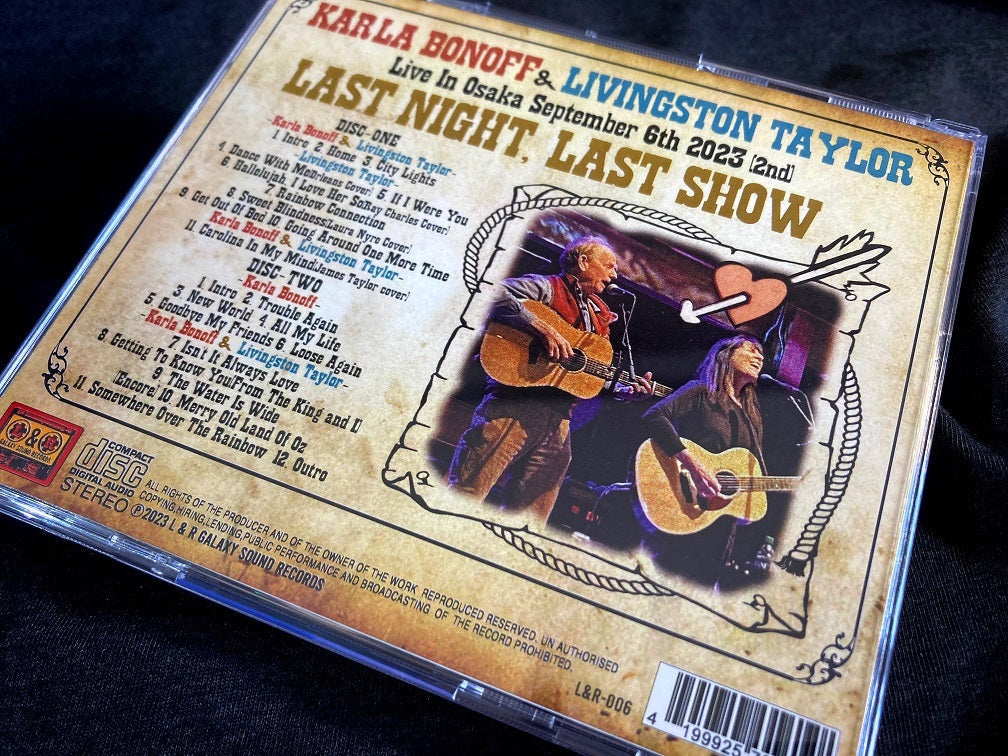 KARLA BONOFF & LIVINGSTON TAYLOR
Live In Osaka September 6th 2023 [2nd]
LAST NIGHT, LAST SHOW
DISC-ONE
-Karla Bonoff & Livingston Taylor-
1 Intro 2. Home 3. City Lights
-Livingston Taylor-
4. Dance With Me(Orleans Cover) 5. If I Were You
6. Hallelujah I Love Her So(Ray Charles Cover)
7. Rainbow Connection
8. Sweet Blindness(Laura Nyro Cover)
9. Get Out Of Bed 10. Going Around One More Time
Karla Bonoff & Livingston Taylor-
11. Carolina In My Mind(James Taylor cover)
DISC-TWO
-Karla Bonoff-
1. Intro 2. Trouble Again
3. New World 4. All My Life
5. Goodbye My Friends 6. Loose Again
-Karla Bonoff & Livingston Taylor-
7. Isn't It Always Love
8. Getting To Know You(From The King and I)
9. The Water Is Wide
[Encore] 10. Merry Old Land Of Oz
11. Somewhere Over The Rainbow 12. Outro
&
GALAXY SOUND RECORDS
COMPACT
disc
DIGITAL AUDIO
STEREO
ALL RIGHTS OF THE PRODUCER AND OF THE OWNER OF THE WORK REPRODUCED RESERVED. UN AUTHORISED
COPYING,HIRING,LENDING,PUBLIC PERFORMANCE AND BROADCASTING OF THE RECORD PROHIBITED.
℗2023 L & R GALAXY SOUND RECORDS
L&R-006
4 199925